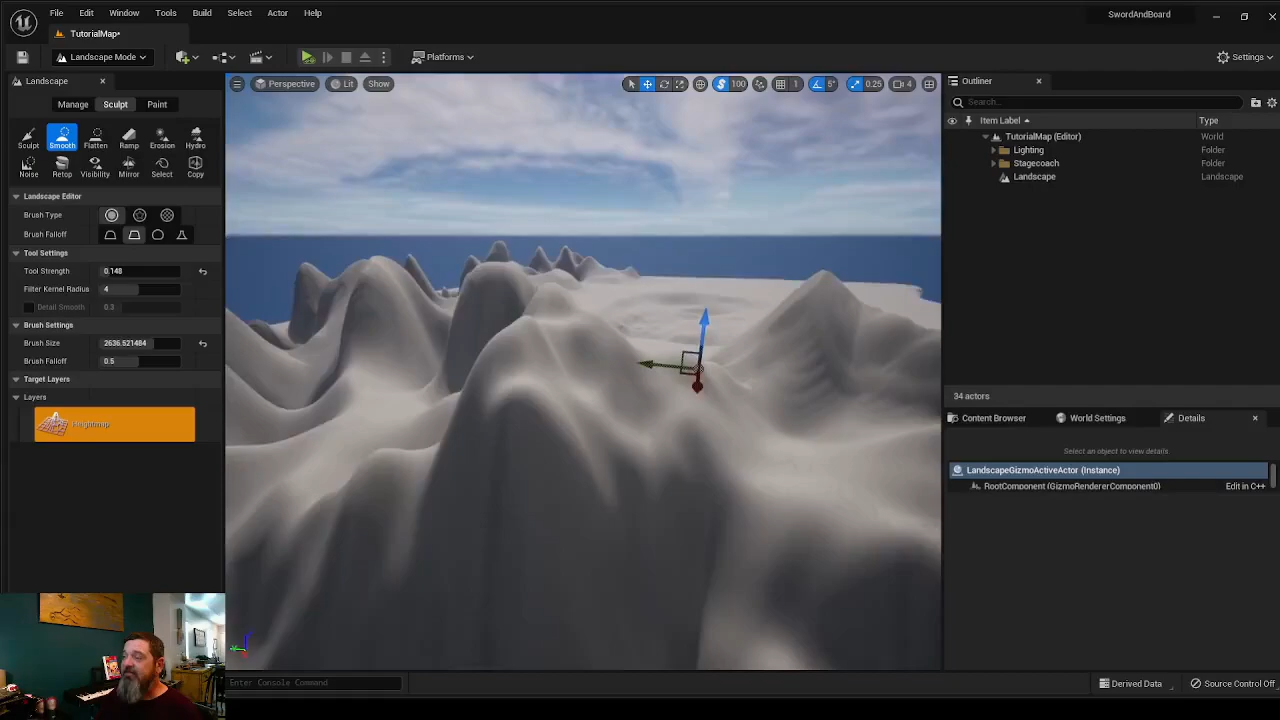 File Edit Window Tools Build Select Actor Help
SwordAndBoard
TutorialMap*
Landscape Mode
Platforms
Settings
Landscape
Manage Sculpt Paint
Sculpt Smooth Flatten Ramp Erosion Hydro
Noise Retop Visibility Mirror Select Copy
Landscape Editor
Brush Type
Brush Falloff
Tool Settings
Tool Strength 0.148
Filter Kernel Radiu 4
Detail Smooth 0.3
Brush Settings
Brush Size 2636.521484
Brush Falloff 0.5
Target Layers
Layers
Heightmap
Perspective Lit Show
100 1 5° 0.25 4
Outliner
Search...
Item Label Type
TutorialMap (Editor) World
Lighting Folder
Stagecoach Folder
Landscape Landscape
34 actors
Content Browser World Settings Details
Select an object to view details
LandscapeGizmoActiveActor (Instance)
RootComponent (GizmoRendererComponent0) Edit in C++
Enter Console Command
Derived Data Source Control Off